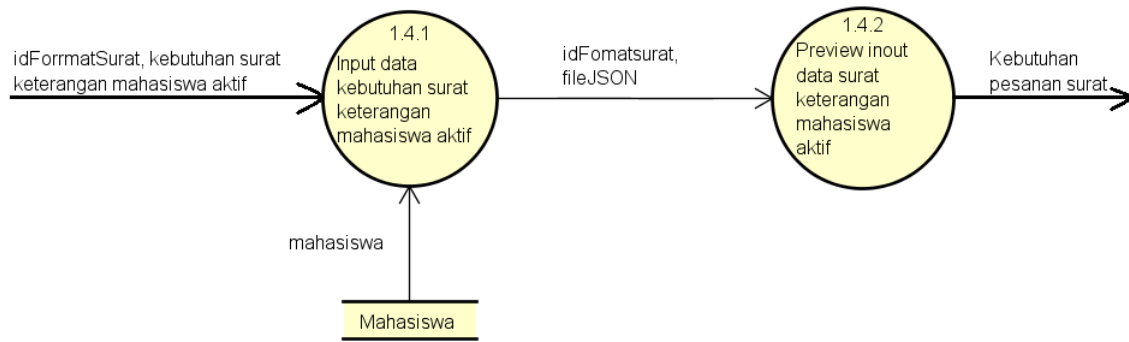 idForrmatSurat, kebutuhan surat
keterangan mahasiswa aktif
1.4.1
Input data
kebutuhan surat
keterangan
mahasiswa aktif
idFomatsurat,
fileJSON
1.4.2
Preview inout
data surat
keterangan
mahasiswa
aktif
Kebutuhan
pesanan surat
mahasiswa
Mahasiswa